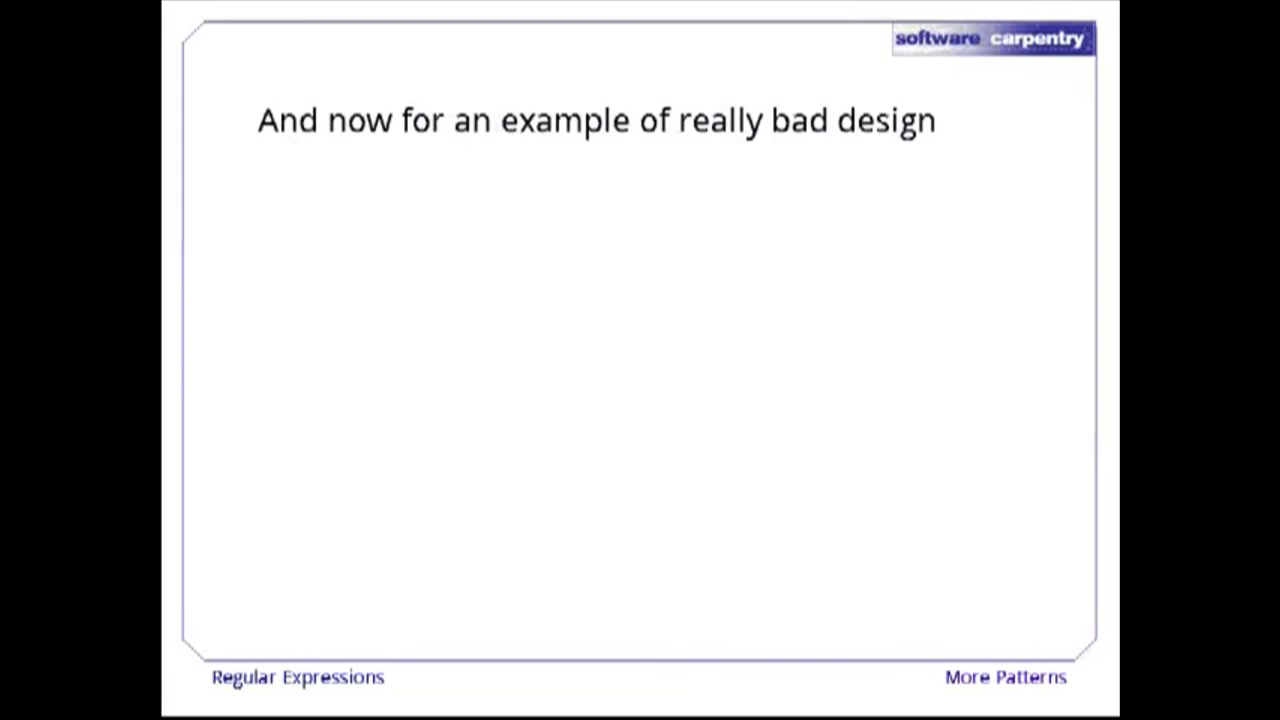 software carpentry
And now for an example of really bad design
Regular Expressions
More Patterns